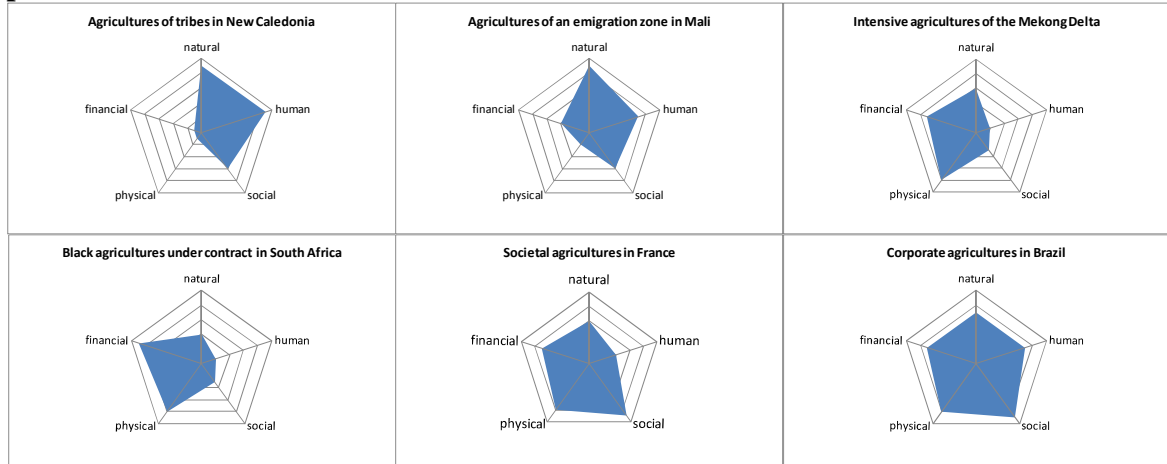 Agricultures of tribes in New Caledonia
natural
financial
human
physical
social
Agricultures of an emigration zone in Mali
natural
financial
human
physical
social
Intensive agricultures of the Mekong Delta
natural
financial
human
physical
social
Black agricultures under contract in South Africa
natural
financial
human
physical
social
Societal agricultures in France
natural
financial
human
physical
social
Corporate agricultures in Brazil
natural
financial
human
physical
social